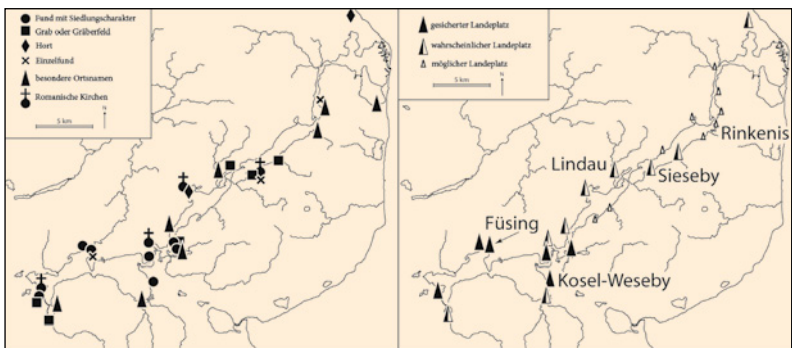 Fund mit Siedlungscharakter
Grab oder Gräberfeld
Hort
Einzelfund
besondere Ortsnamen
Romanische Kirchen
N
5 km
gesicherter Landeplatz
wahrscheinlicher Landeplatz
möglicher Landeplatz
N
5 km
Rinkenis
Lindau
Sieseby
Füsing
Kosel-Weseby